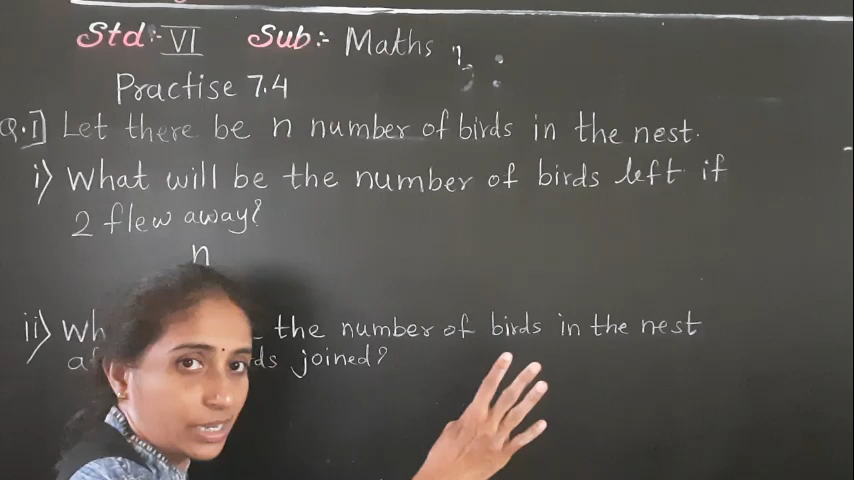 Std:- VI Sub:- Maths
Practise 7.4
Q.I] Let there be n number of birds in the nest.
i) What will be the number of birds left if
2 flew away?
n
ii) Wh the number of birds in the nest
ds joined?